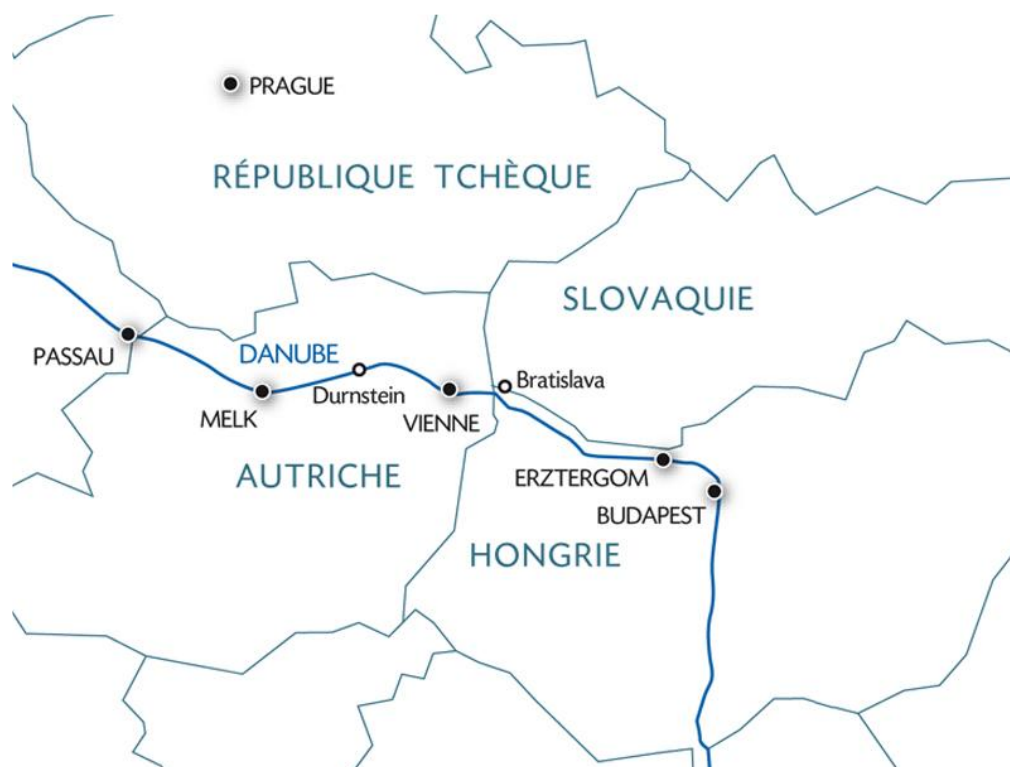 PRAGUE
RÉPUBLIQUE TCHÈQUE
SLOVAQUIE
PASSAU
DANUBE
MELK
Durnstein
VIENNE
Bratislava
AUTRICHE
ERZTERGOM
BUDAPEST
HONGRIE